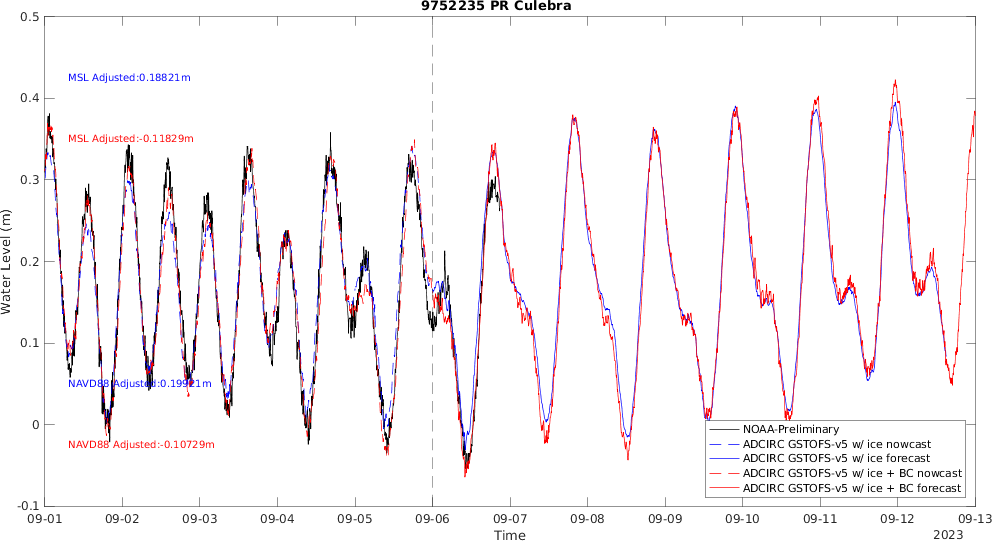 9752235 PR Culebra
0.5
0.4
0.3
0.2
0.1
0
-0.1
Water Level (m)
MSL Adjusted:0.18821m
MSL Adjusted:-0.11829m
NAVD88 Adjusted:0.19921m
NAVD88 Adjusted:-0.10729m
NOAA-Preliminary
ADCIRC GSTOFS-v5 w/ ice nowcast
ADCIRC GSTOFS-v5 w/ ice forecast
ADCIRC GSTOFS-v5 w/ ice + BC nowcast
ADCIRC GSTOFS-v5 w/ ice + BC forecast
09-01 09-02 09-03 09-04 09-05 09-06 09-07 09-08 09-09 09-10 09-11 09-12 09-13
Time
2023